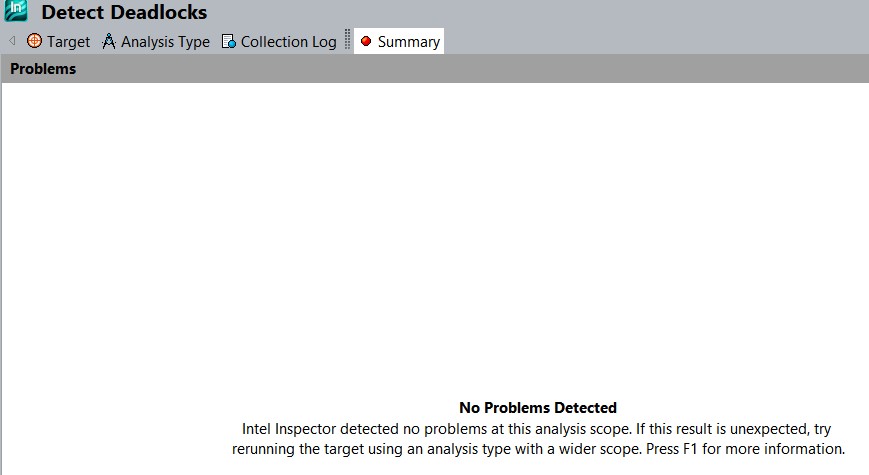 Detect Deadlocks
Target Analysis Type Collection Log Summary
Problems
No Problems Detected
Intel Inspector detected no problems at this analysis scope. If this result is unexpected, try
rerunning the target using an analysis type with a wider scope. Press F1 for more information.